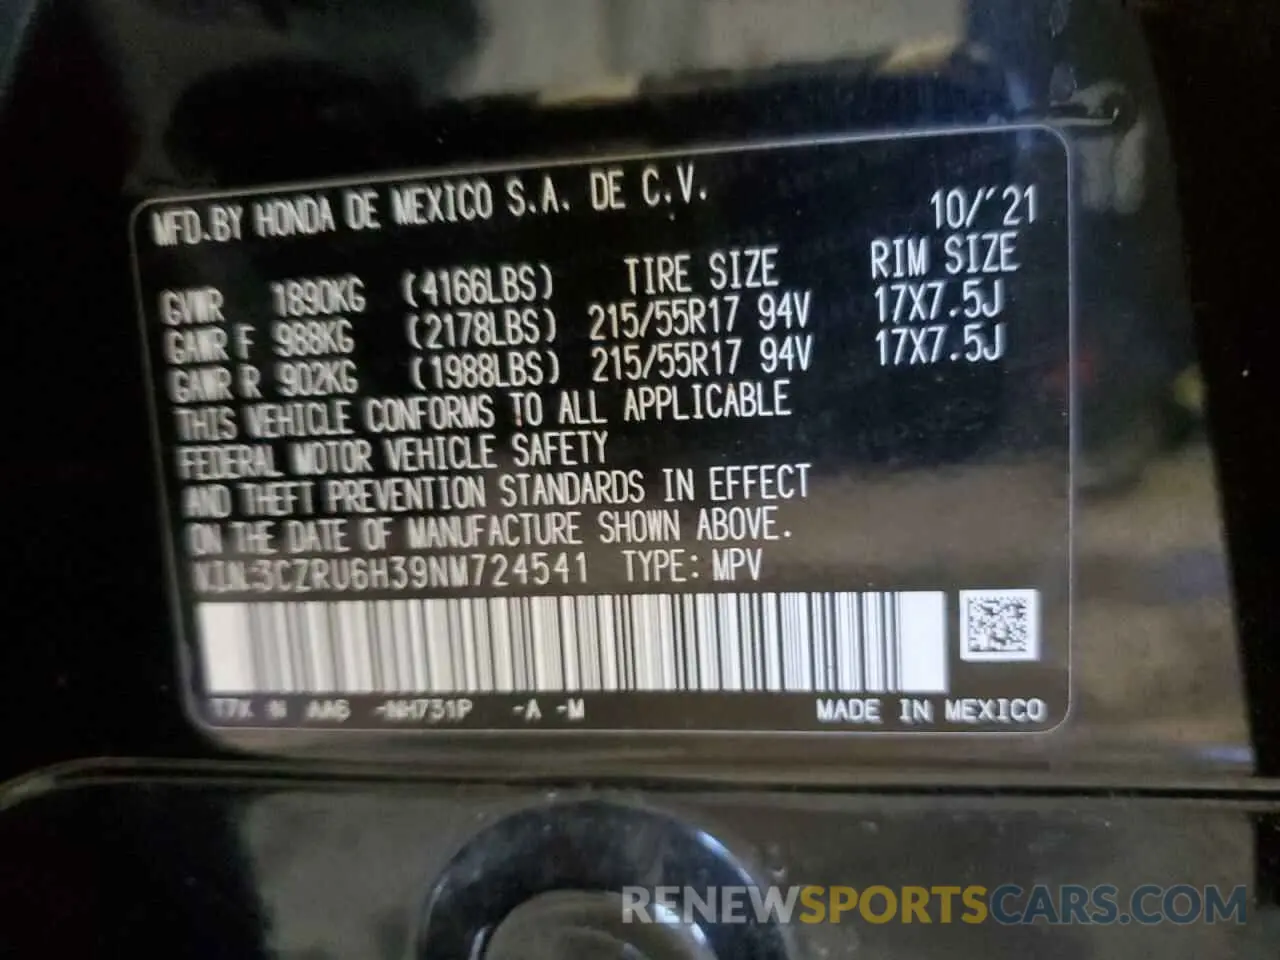 MFD.BY HONDA DE MEXICO S.A. DE C.V. 10/'21
TIRE SIZE RIM SIZE
GVWR 1890KG (4166LBS)
GAWR F 988KG (2178LBS) 215/55R17 94V 17X7.5J
GAWR R 902KG (1988LBS) 215/55R17 94V 17X7.5J
THIS VEHICLE CONFORMS TO ALL APPLICABLE
FEDERAL MOTOR VEHICLE SAFETY
AND THEFT PREVENTION STANDARDS IN EFFECT
ON THE DATE OF MANUFACTURE SHOWN ABOVE.
V.I.N:3CZRU6H39NM724541 TYPE: MPV
T7X N AA6 -NH731P -A -M MADE IN MEXICO
RENEWSPORTSCARS.COM